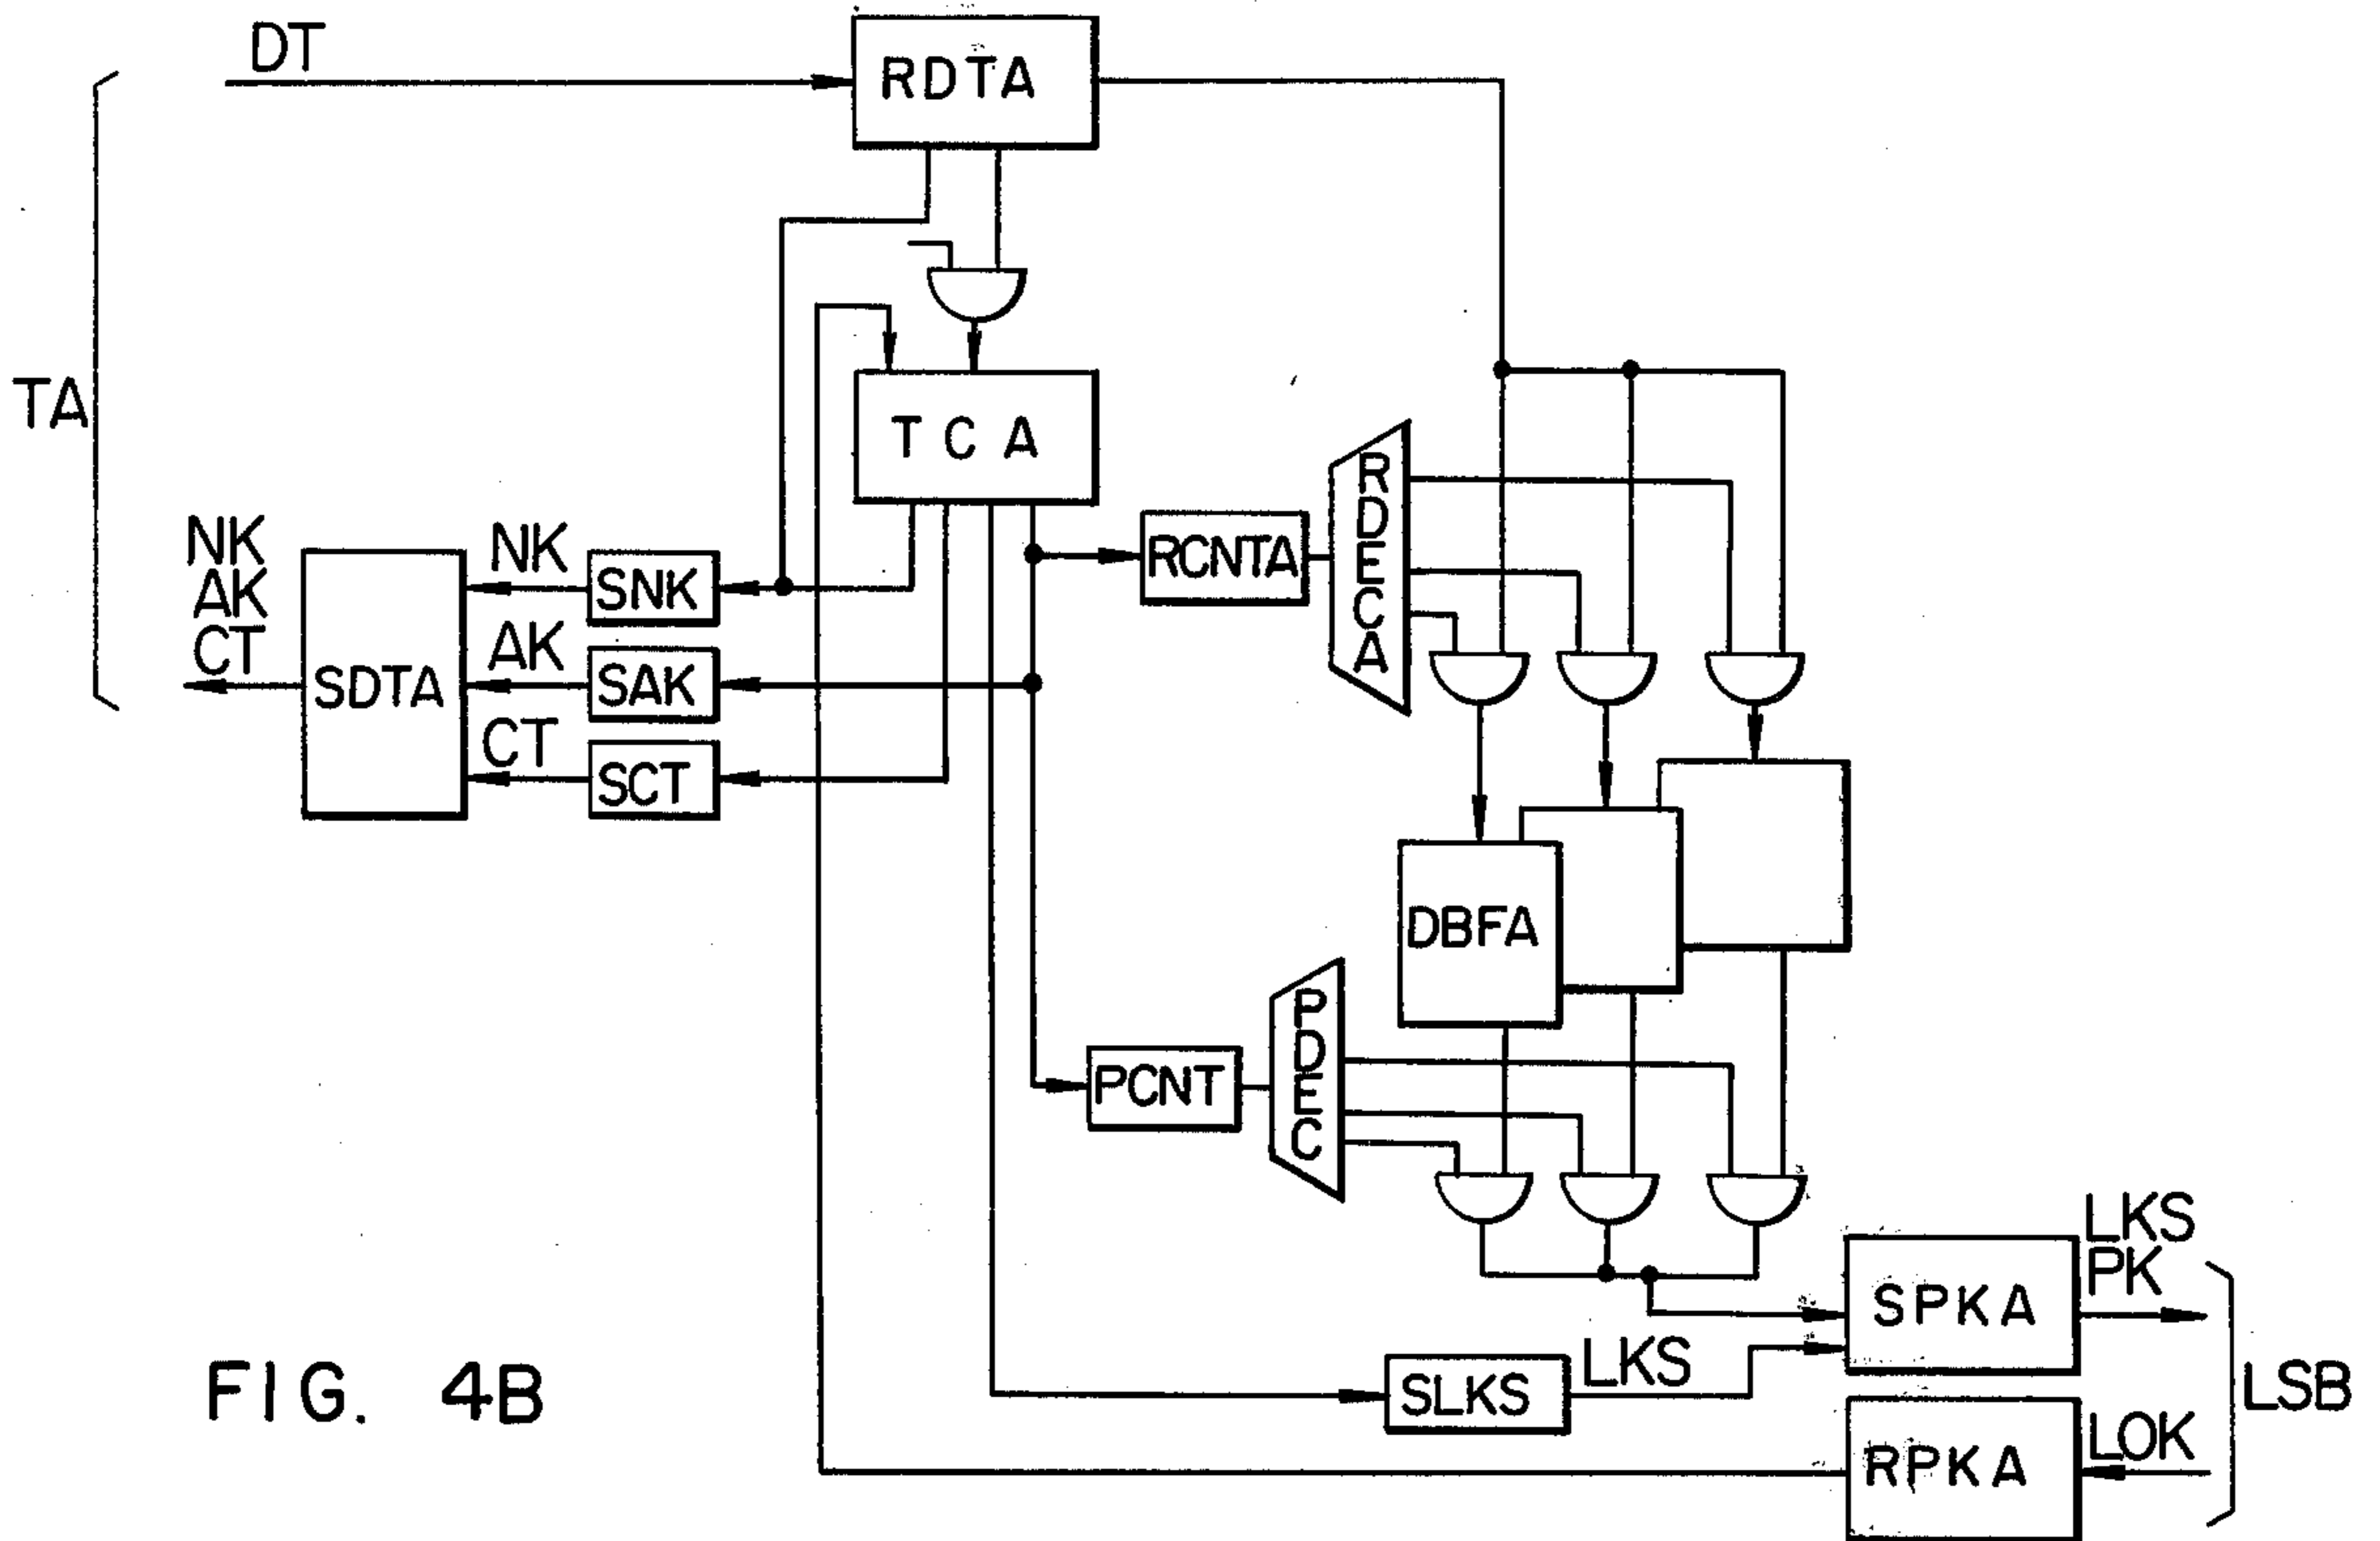 DT
RDTA
TA
TCA
RDECA
NK
AK
CT
NK
SNK
RCNTA
AK
SAK
SDTA
CT
SCT
DBFA
PDEC
PCNT
LKS
PK
SPKA
LKS
SLKS
LSB
LOK
RPKA
FIG. 4B